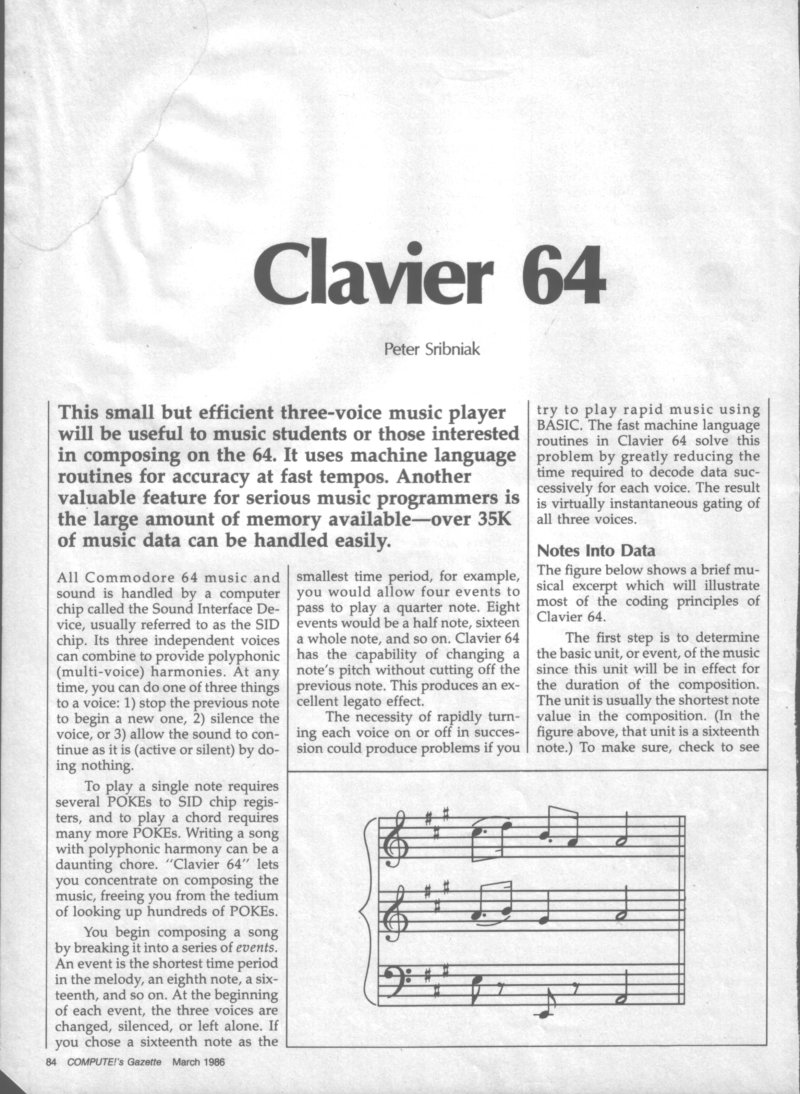 Clavier 64
Peter Sribniak
This small but efficient three-voice music player
will be useful to music students or those interested
in composing on the 64. It uses machine language
routines for accuracy at fast tempos. Another
valuable feature for serious music programmers is
the large amount of memory available—over 35K
of music data can be handled easily.
All Commodore 64 music and
sound is handled by a computer
chip called the Sound Interface De-
vice, usually referred to as the SID
chip. Its three independent voices
can combine to provide polyphonic
(multi-voice) harmonies. At any
time, you can do one of three things
to a voice: 1) stop the previous note
to begin a new one, 2) silence the
voice, or 3) allow the sound to con-
tinue as it is (active or silent) by do-
ing nothing.
To play a single note requires
several POKEs to SID chip regis-
ters, and to play a chord requires
many more POKEs. Writing a song
with polyphonic harmony can be a
daunting chore. "Clavier 64" lets
you concentrate on composing the
music, freeing you from the tedium
of looking up hundreds of POKEs.
You begin composing a song
by breaking it into a series of events.
An event is the shortest time period
in the melody, an eighth note, a six-
teenth, and so on. At the beginning
of each event, the three voices are
changed, silenced, or left alone. If
you chose a sixteenth note as the
smallest time period, for example,
you would allow four events to
pass to play a quarter note. Eight
events would be a half note, sixteen
a whole note, and so on. Clavier 64
has the capability of changing a
note's pitch without cutting off the
previous note. This produces an ex-
cellent legato effect.
The necessity of rapidly turn-
ing each voice on or off in succes-
sion could produce problems if you
try to play rapid music using
BASIC. The fast machine language
routines in Clavier 64 solve this
problem by greatly reducing the
time required to decode data suc-
cessively for each voice. The result
is virtually instantaneous gating of
all three voices.
Notes Into Data
The figure below shows a brief mu-
sical excerpt which will illustrate
most of the coding principles of
Clavier 64.
The first step is to determine
the basic unit, or event, of the music
since this unit will be in effect for
the duration of the composition.
The unit is usually the shortest note
value in the composition. (In the
figure above, that unit is a sixteenth
note.) To make sure, check to see
84 COMPUTE!'s Gazette March 1986